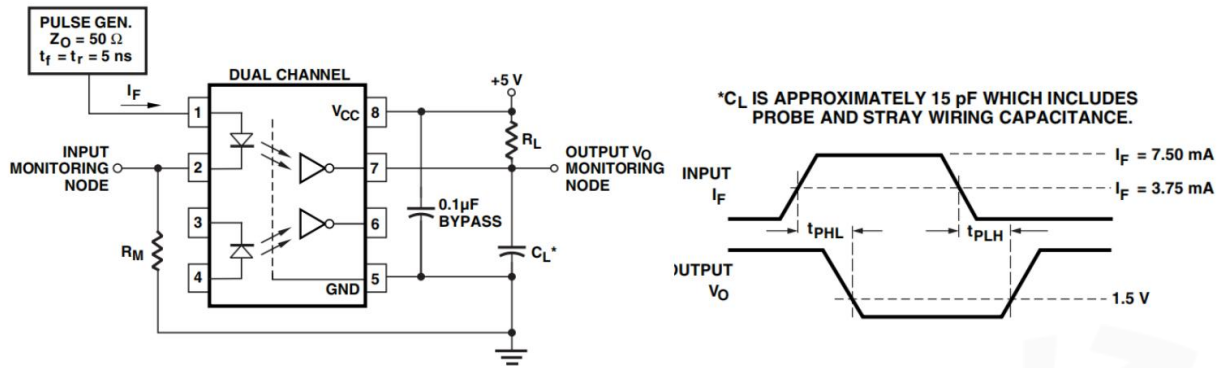 PULSE GEN.
Z_O = 50 Ω
t_f = t_r = 5 ns
DUAL CHANNEL
I_F
1
2
3
4
V_CC
GND
8
7
6
5
INPUT
MONITORING
NODE
R_M
+5 V
R_L
OUTPUT V_O
MONITORING
NODE
0.1μF
BYPASS
C_L*
*C_L IS APPROXIMATELY 15 pF WHICH INCLUDES
PROBE AND STRAY WIRING CAPACITANCE.
INPUT
I_F
I_F = 7.50 mA
I_F = 3.75 mA
t_PHL
t_PLH
OUTPUT
V_O
1.5 V